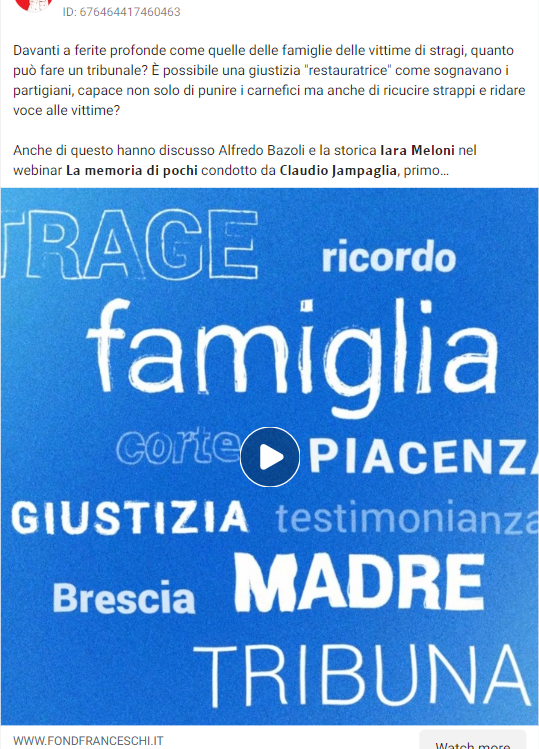 ID: 676464417460463
Davanti a ferite profonde come quelle delle famiglie delle vittime di stragi, quanto
può fare un tribunale? È possibile una giustizia "restauratrice" come sognavano i
partigiani, capace non solo di punire i carnefici ma anche di ricucire strappi e ridare
voce alle vittime?
Anche di questo hanno discusso Alfredo Bazoli e la storica Iara Meloni nel
webinar La memoria di pochi condotto da Claudio Jampaglia, primo...
TRAGE
ricordo
famiglia
corte
PIACENZA
GIUSTIZIA
testimonianza
Brescia
MADRE
TRIBUNA
WWW.FONDFRANCESCHI.IT
Watch more